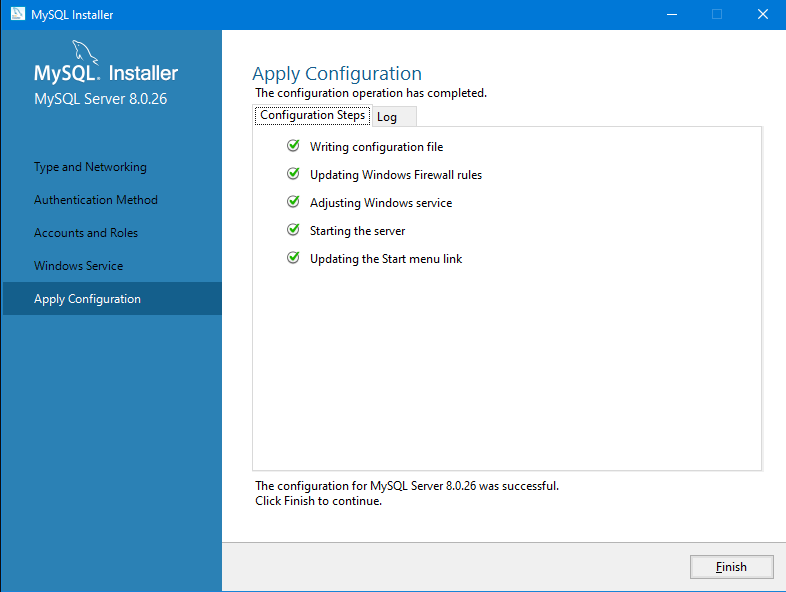 MySQL Installer
MySQL. Installer
MySQL Server 8.0.26
Type and Networking
Authentication Method
Accounts and Roles
Windows Service
Apply Configuration
Apply Configuration
The configuration operation has completed.
Configuration Steps Log
Writing configuration file
Updating Windows Firewall rules
Adjusting Windows service
Starting the server
Updating the Start menu link
The configuration for MySQL Server 8.0.26 was successful.
Click Finish to continue.
Finish